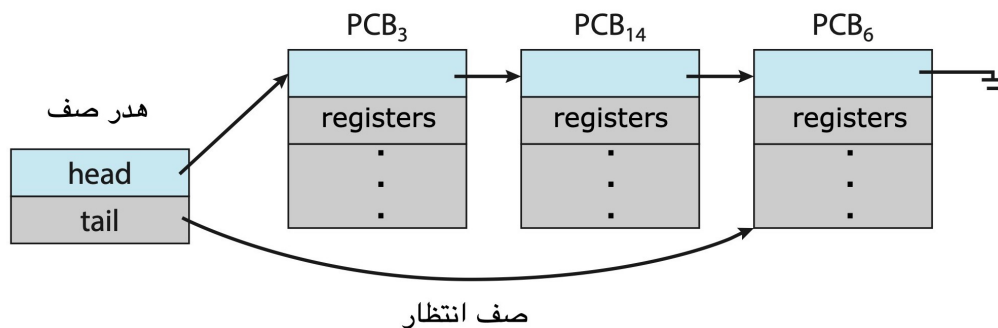 PCB₃
PCB₁₄
PCB₆
هدر صف
head
tail
registers
registers
registers
صف انتظار